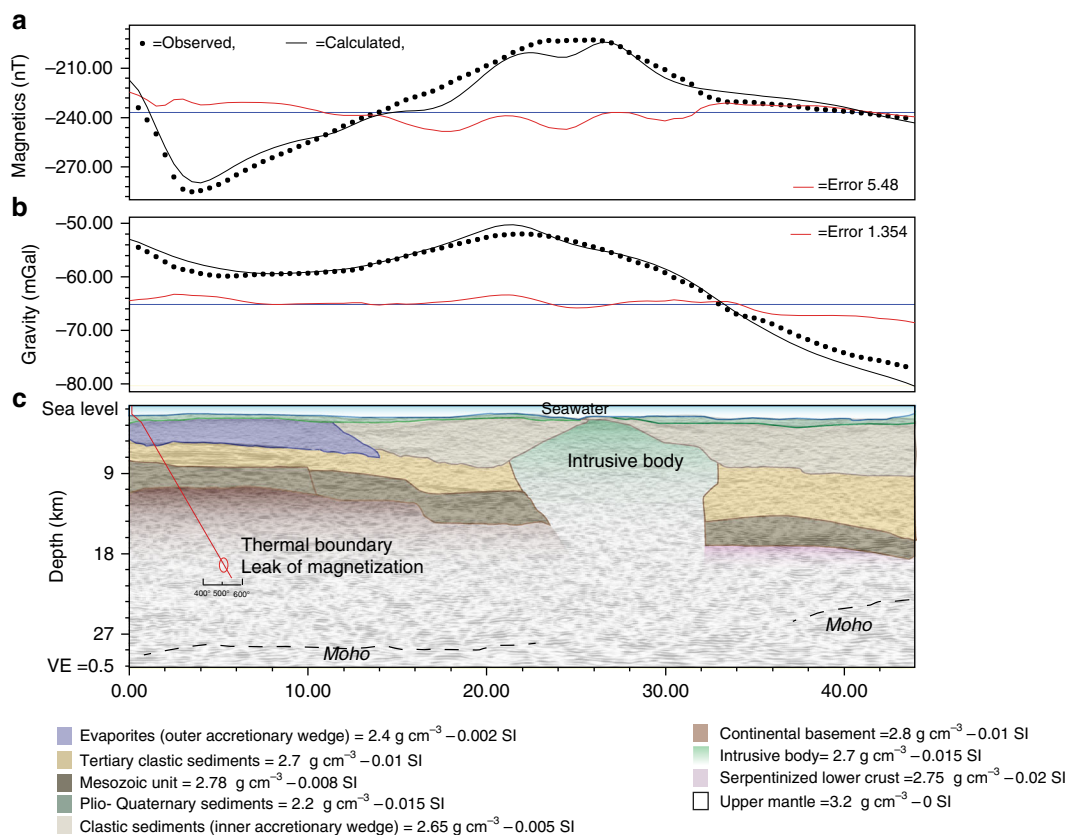 a
=Observed, =Calculated,
−210.00
−240.00
−270.00
Magnetics (nT)
=Error 5.48
b
−50.00
−60.00
−70.00
−80.00
Gravity (mGal)
=Error 1.354
c
Sea level
9
18
27
VE =0.5
Depth (km)
Seawater
Intrusive body
Thermal boundary
Leak of magnetization
400° 500° 600°
Moho
Moho
0.00 10.00 20.00 30.00 40.00
Evaporites (outer accretionary wedge) = 2.4 g cm⁻³ − 0.002 SI
Tertiary clastic sediments = 2.7 g cm⁻³ − 0.01 SI
Mesozoic unit = 2.78 g cm⁻³ − 0.008 SI
Plio- Quaternary sediments = 2.2 g cm⁻³ − 0.015 SI
Clastic sediments (inner accretionary wedge) = 2.65 g cm⁻³ − 0.005 SI
Continental basement =2.8 g cm⁻³ − 0.01 SI
Intrusive body= 2.7 g cm⁻³ − 0.015 SI
Serpentinized lower crust =2.75 g cm⁻³ − 0.02 SI
Upper mantle =3.2 g cm⁻³ − 0 SI